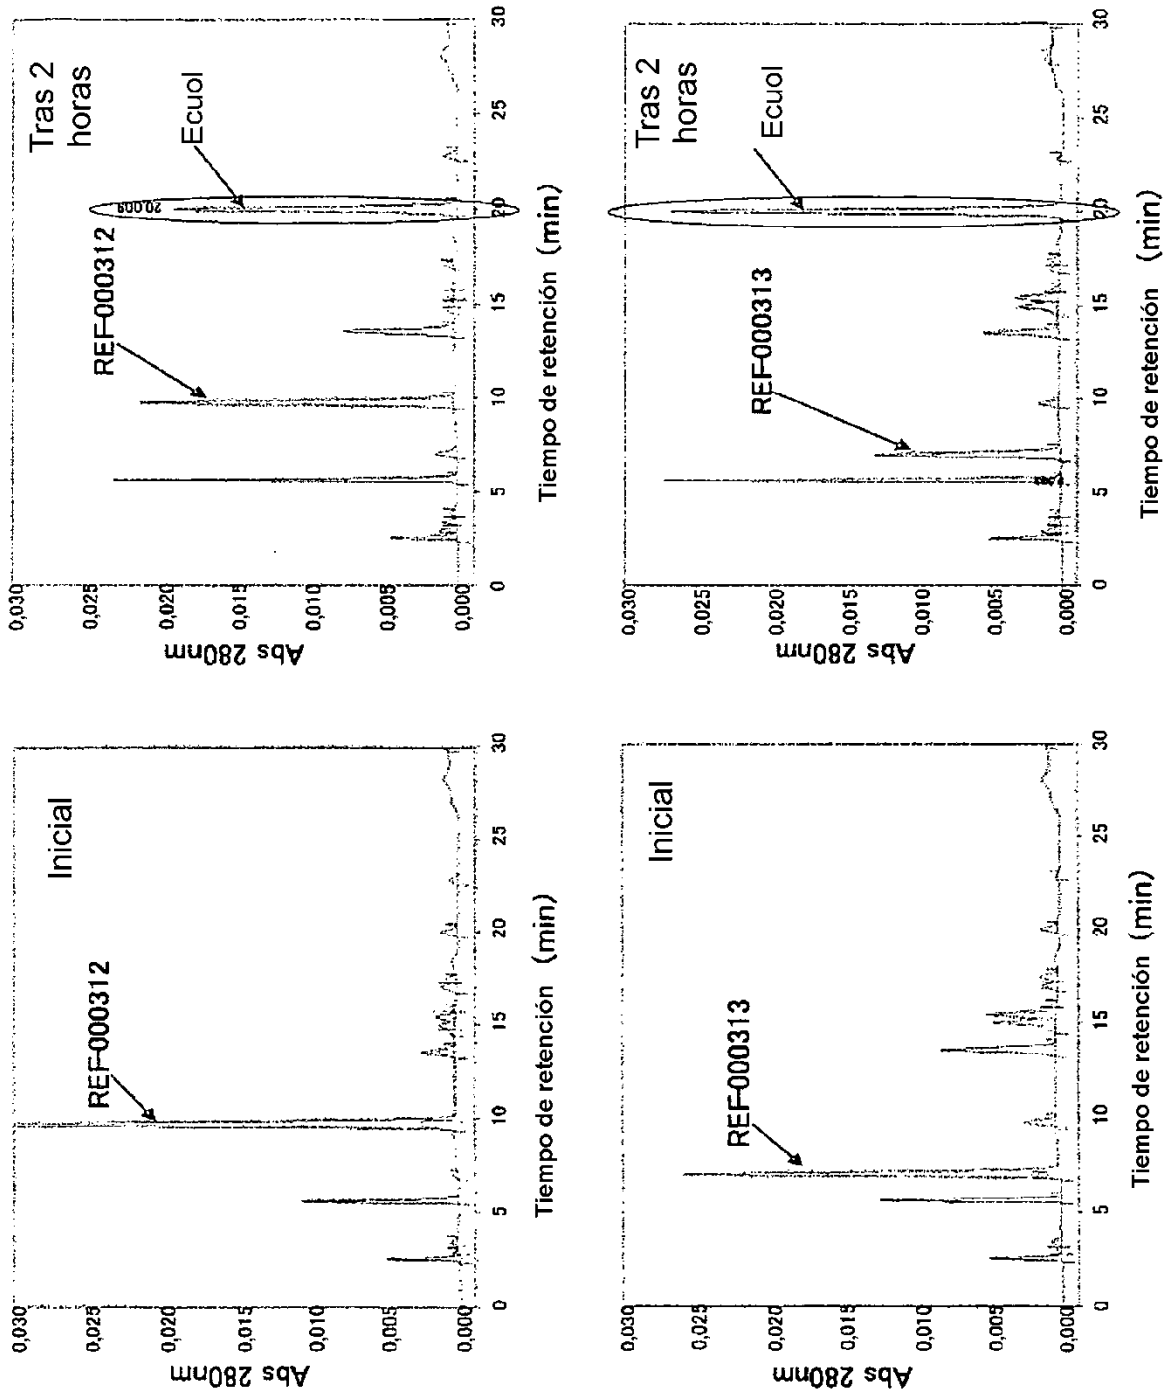 Inicial
REF-000312
Abs 280nm
0,030
0,025
0,020
0,015
0,010
0,005
0,000
0
5
10
15
20
25
30
Tiempo de retención (min)
Tras 2
horas
REF-000312
Ecuol
20.009
Abs 280nm
0,030
0,025
0,020
0,015
0,010
0,005
0,000
0
5
10
15
20
25
30
Tiempo de retención (min)
Inicial
REF-000313
Abs 280nm
0,030
0,025
0,020
0,015
0,010
0,005
0,000
0
5
10
15
20
25
30
Tiempo de retención (min)
Tras 2
horas
REF-000313
Ecuol
Abs 280nm
0,030
0,025
0,020
0,015
0,010
0,005
0,000
0
5
10
15
20
25
30
Tiempo de retención (min)